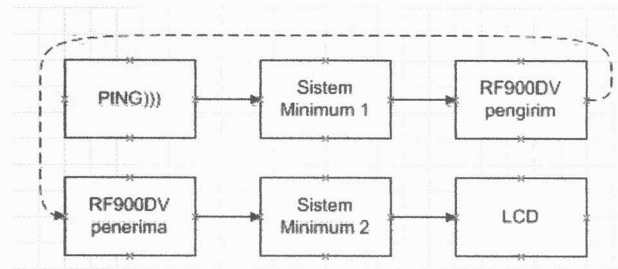 PING)))
Sistem
Minimum 1
RF900DV
pengirim
RF900DV
penerima
Sistem
Minimum 2
LCD